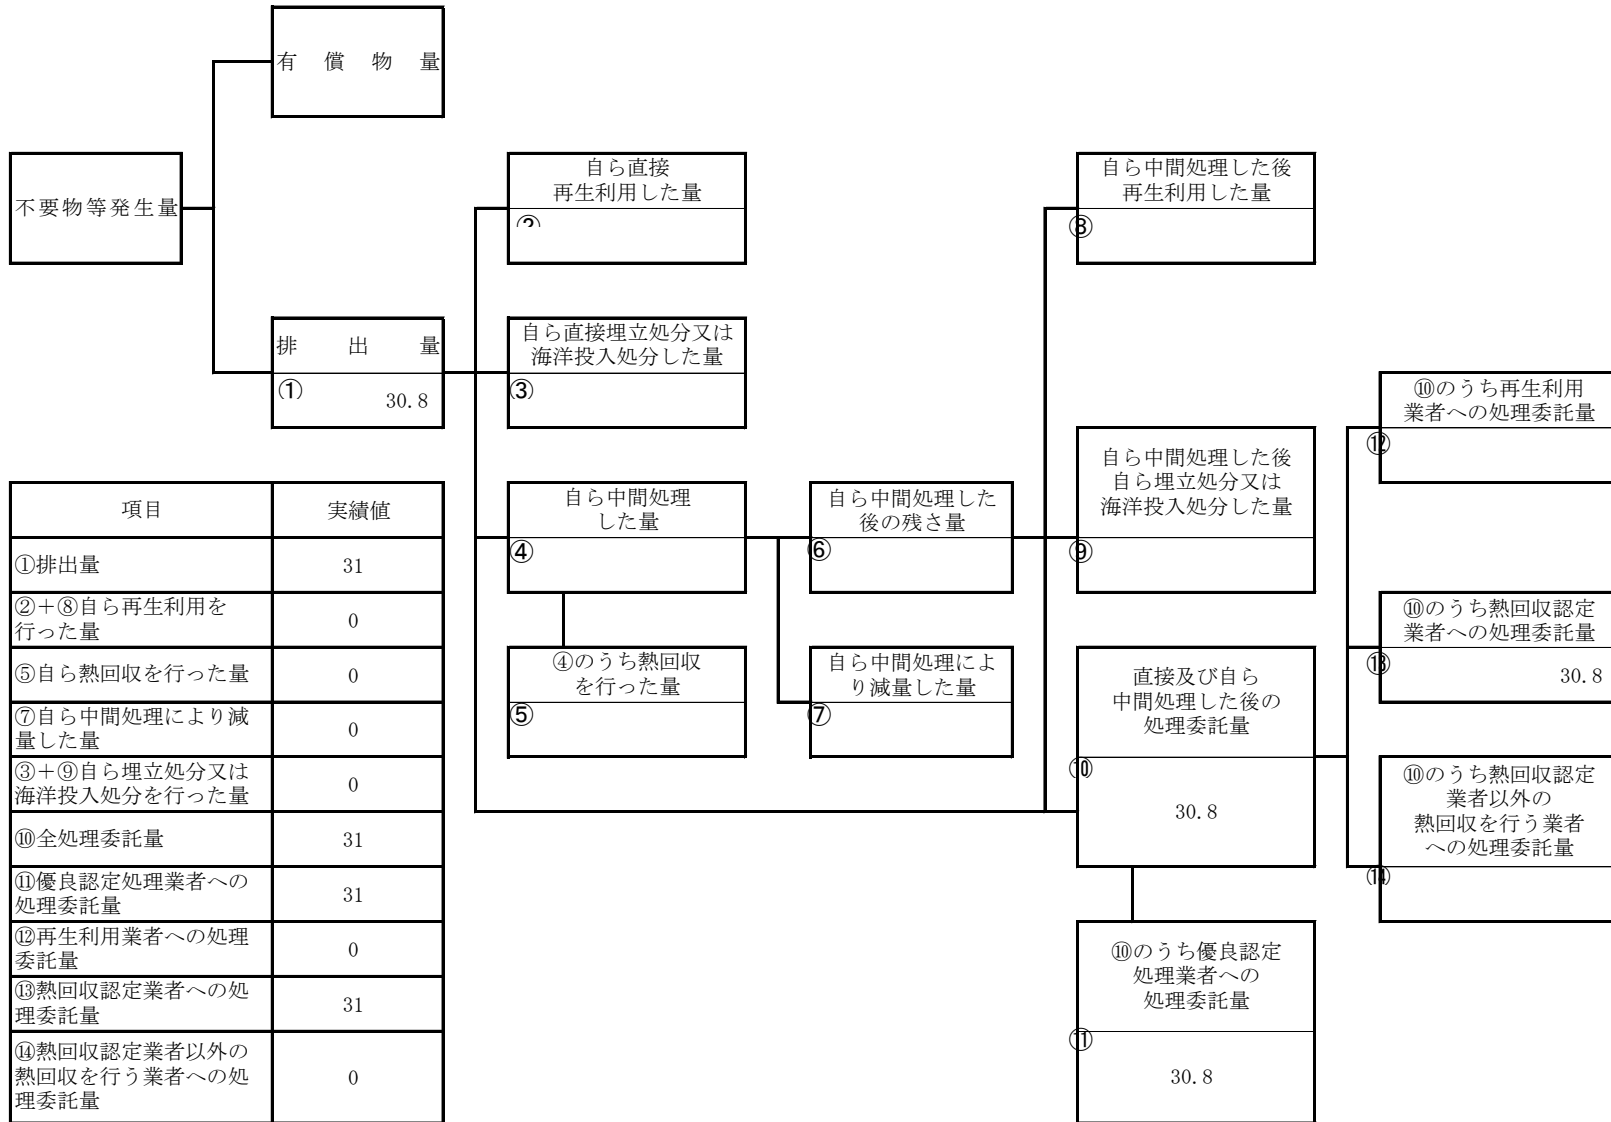 有償物量
不要物等発生量
自ら直接
再生利用した量
②
自ら中間処理した後
再生利用した量
⑧
排出量
①
30.8
自ら直接埋立処分又は
海洋投入処分した量
③
⑩のうち再生利用
業者への処理委託量
⑫
自ら中間処理した後
自ら埋立処分又は
海洋投入処分した量
⑨
自ら中間処理
した量
④
自ら中間処理した
後の残さ量
⑥
④のうち熱回収
を行った量
⑤
自ら中間処理によ
り減量した量
⑦
⑩のうち熱回収認定
業者への処理委託量
⑬
30.8
直接及び自ら
中間処理した後の
処理委託量
⑩
30.8
⑩のうち熱回収認定
業者以外の
熱回収を行う業者
への処理委託量
⑭
⑩のうち優良認定
処理業者への
処理委託量
⑪
30.8
項目 実績値
①排出量 31
②+⑧自ら再生利用を
行った量 0
⑤自ら熱回収を行った量 0
⑦自ら中間処理により減
量した量 0
③+⑨自ら埋立処分又は
海洋投入処分を行った量 0
⑩全処理委託量 31
⑪優良認定処理業者への
処理委託量 31
⑫再生利用業者への処理
委託量 0
⑬熱回収認定業者への処
理委託量 31
⑭熱回収認定業者以外の
熱回収を行う業者への処
理委託量 0